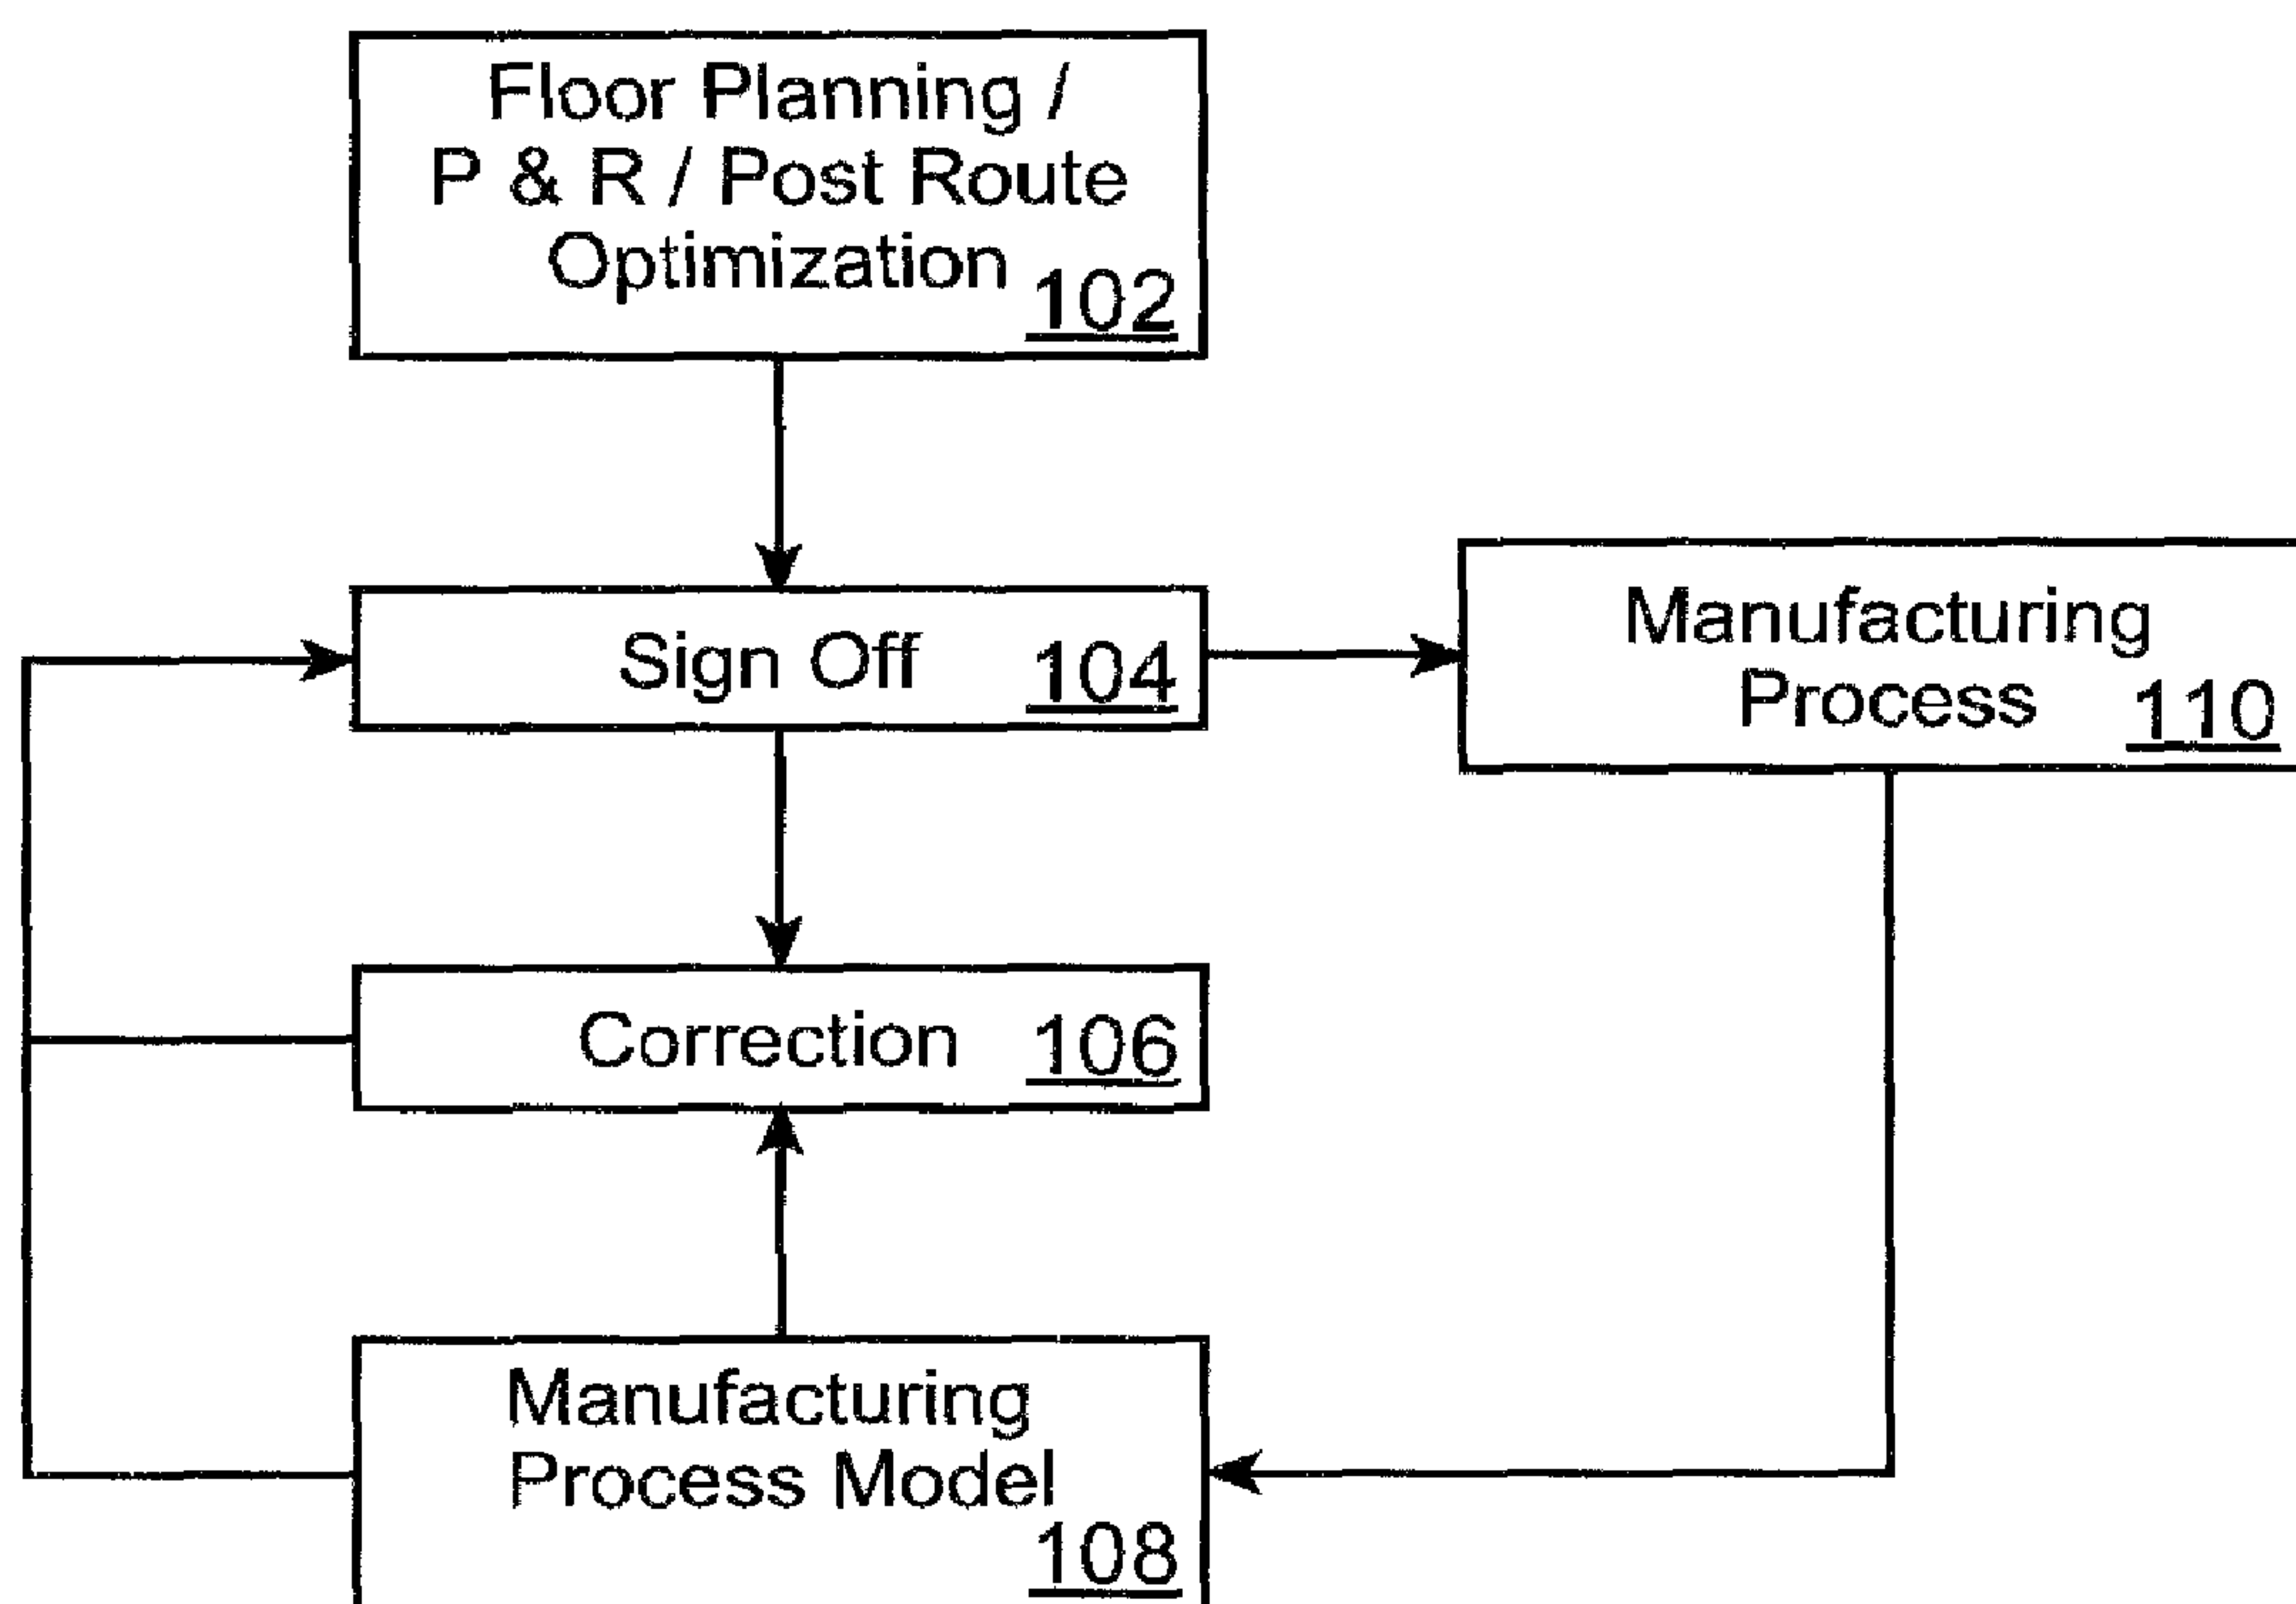 Floor Planning /
P & R / Post Route
Optimization
102
Sign Off
104
Manufacturing
Process
110
Correction
106
Manufacturing
Process Model
108